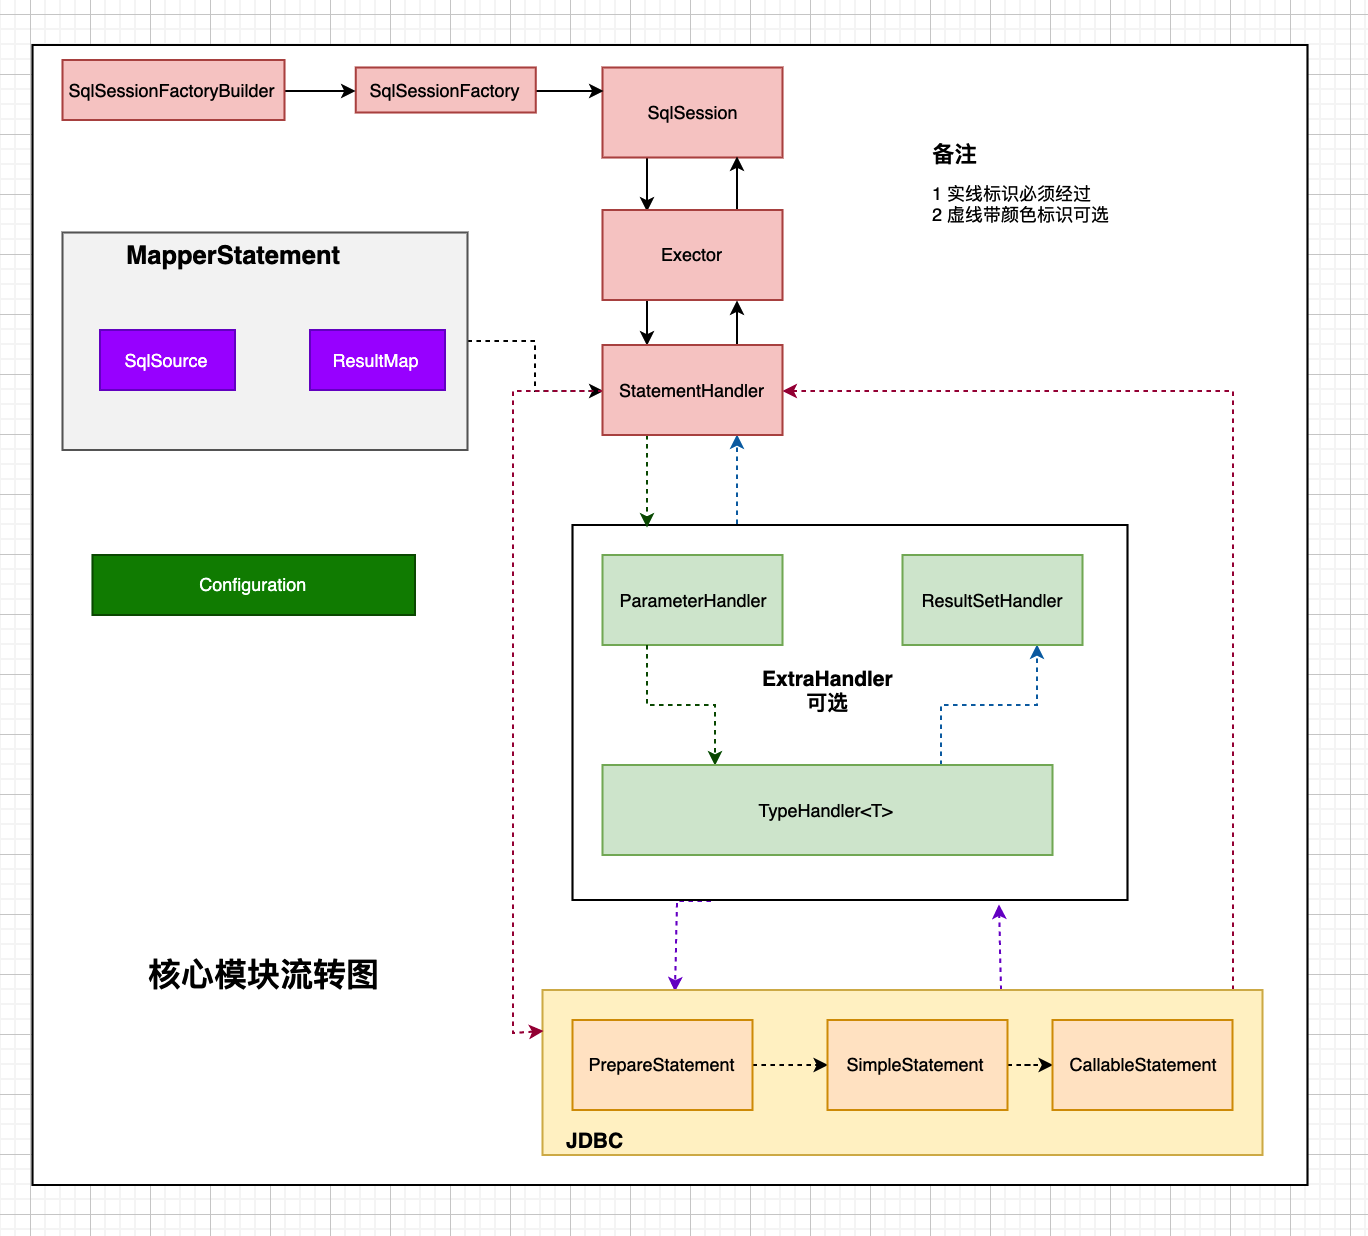 SqlSessionFactoryBuilder
SqlSessionFactory
SqlSession
备注
1 实线标识必须经过
2 虚线带颜色标识可选
Exector
MapperStatement
SqlSource
ResultMap
StatementHandler
Configuration
ParameterHandler
ResultSetHandler
ExtraHandler
可选
TypeHandler<T>
核心模块流转图
PrepareStatement
SimpleStatement
CallableStatement
JDBC